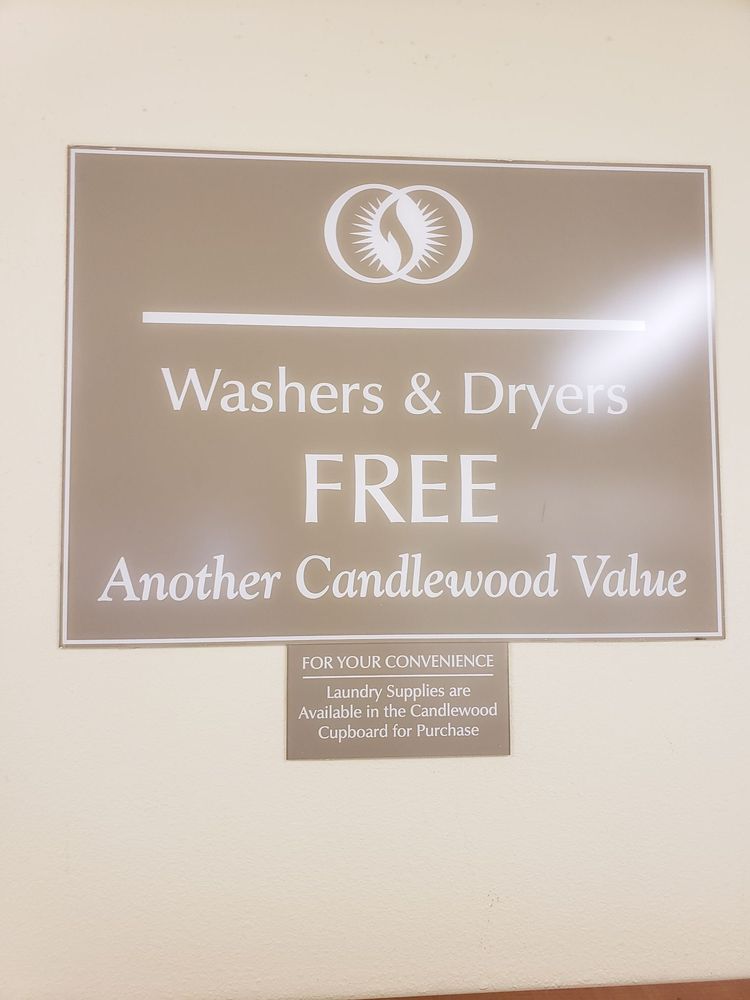 Washers & Dryers
FREE
Another Candlewood Value
FOR YOUR CONVENIENCE
Laundry Supplies are
Available in the Candlewood
Cupboard for Purchase